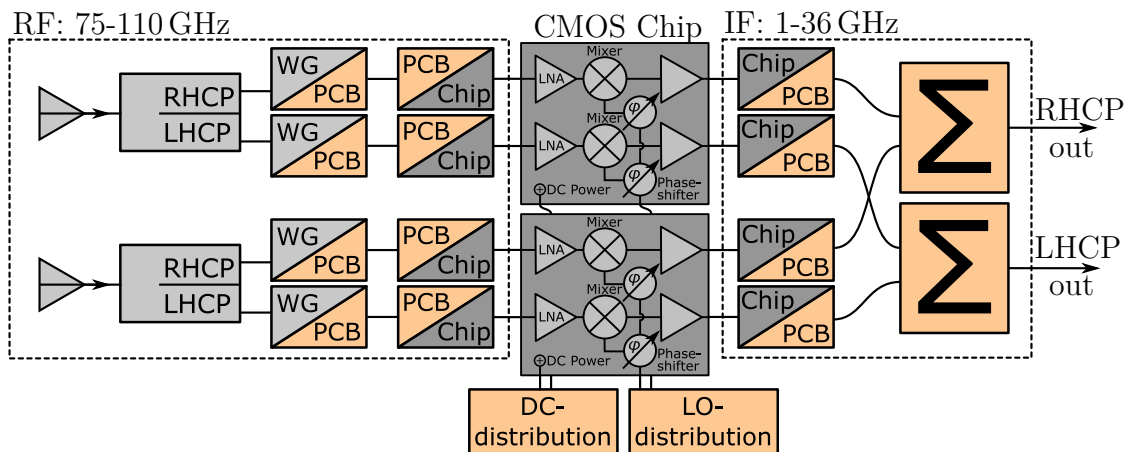 RF: 75-110 GHz
CMOS Chip
IF: 1-36 GHz
RHCP
LHCP
WG
PCB
PCB
Chip
WG
PCB
PCB
Chip
LNA
Mixer
φ
LNA
Mixer
φ
DC Power
Phase-
shifter
Chip
PCB
Chip
PCB
Σ
RHCP
out
RHCP
LHCP
WG
PCB
PCB
Chip
WG
PCB
PCB
Chip
LNA
Mixer
φ
LNA
Mixer
φ
DC Power
Phase-
shifter
Chip
PCB
Chip
PCB
Σ
LHCP
out
DC-
distribution
LO-
distribution